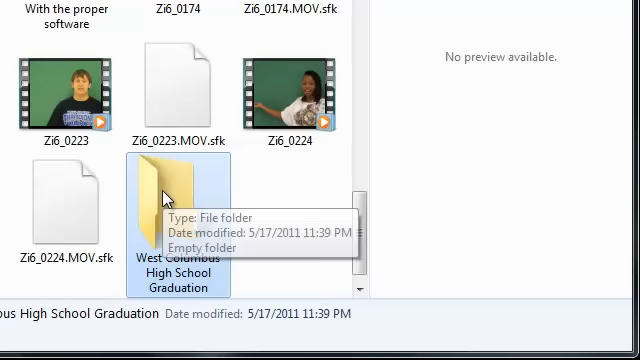 With the proper
software
Zi6_0174
Zi6_0174.MOV.sfk
No preview available.
Zi6_0223
Zi6_0223.MOV.sfk
Zi6_0224
Zi6_0224.MOV.sfk
Type: File folder
Date modified: 5/17/2011 11:39 PM
Empty folder
West Columbus
High School
Graduation
bus High School Graduation Date modified: 5/17/2011 11:39 PM